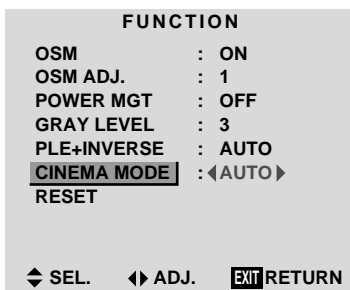 FUNCTION
OSM : ON
OSM ADJ. : 1
POWER MGT : OFF
GRAY LEVEL : 3
PLE+INVERSE : AUTO
CINEMA MODE : AUTO
RESET
SEL. ADJ. EXIT RETURN